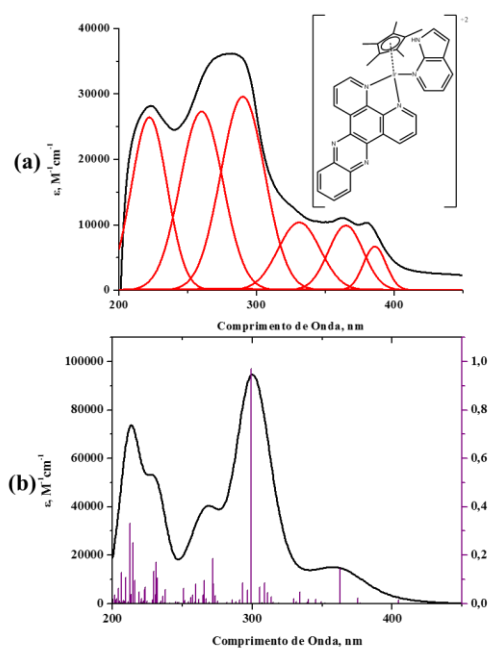 (a)
ε, M⁻¹cm⁻¹
40000
30000
20000
10000
0
200 300 400
Comprimento de Onda, nm
-2
HN
N
N
N
N
N
(b)
ε, M⁻¹cm⁻¹
100000
80000
60000
40000
20000
0
1,0
0,8
0,6
0,4
0,2
0,0
200 300 400
Comprimento de Onda, nm